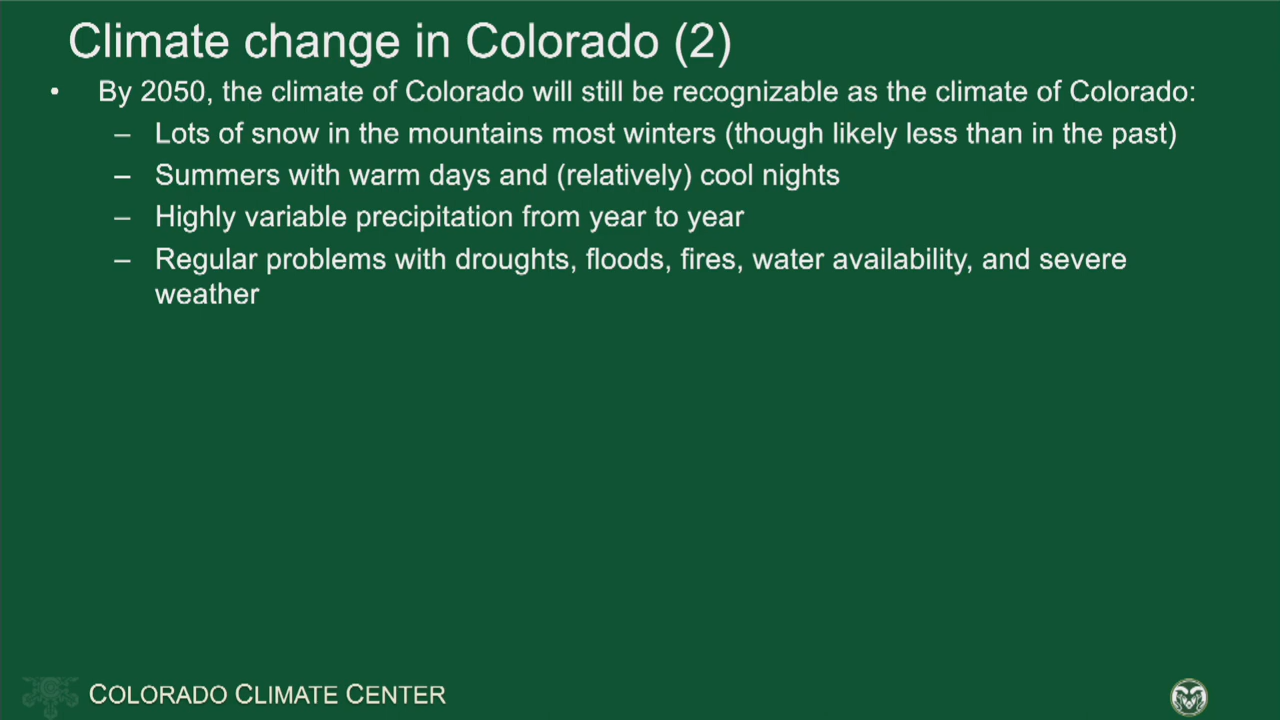 Climate change in Colorado (2)
• By 2050, the climate of Colorado will still be recognizable as the climate of Colorado:
– Lots of snow in the mountains most winters (though likely less than in the past)
– Summers with warm days and (relatively) cool nights
– Highly variable precipitation from year to year
– Regular problems with droughts, floods, fires, water availability, and severe
weather
COLORADO CLIMATE CENTER